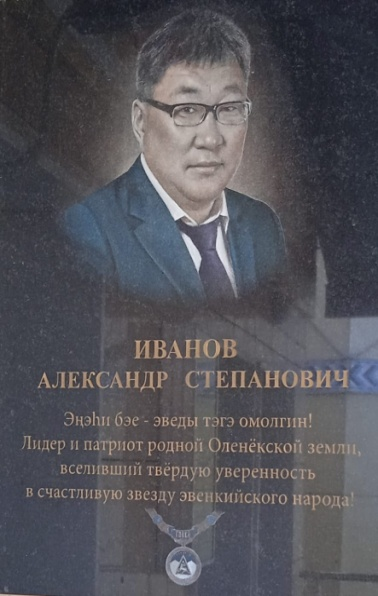 ИВАНОВ
АЛЕКСАНДР СТЕПАНОВИЧ
Эӊэһи бэе - эведы тэгэ омолгин!
Лидер и патриот родной Оленёкской земли,
вселивший твёрдую уверенность
в счастливую звезду эвенкийского народа!